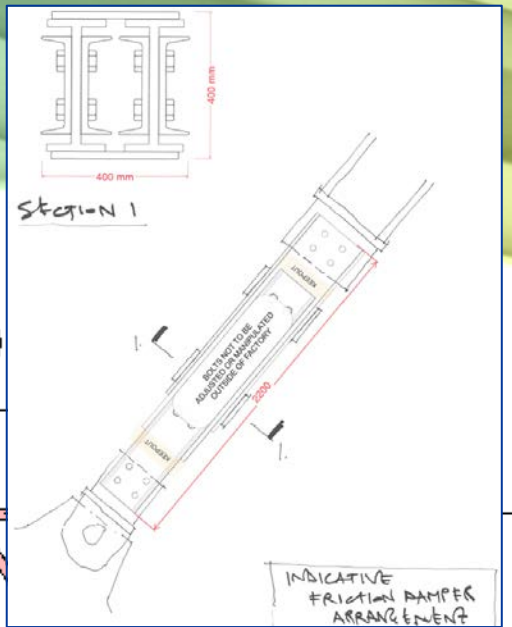 400 mm
400 mm
SECTION 1
KEEPOUT
BOLTS NOT TO BE
ADJUSTED OR MANIPULATED
OUTSIDE OF FACTORY
1.
2200
KEEPOUT
1.
INDICATIVE
FRICTION DAMPER
ARRANGEMENT